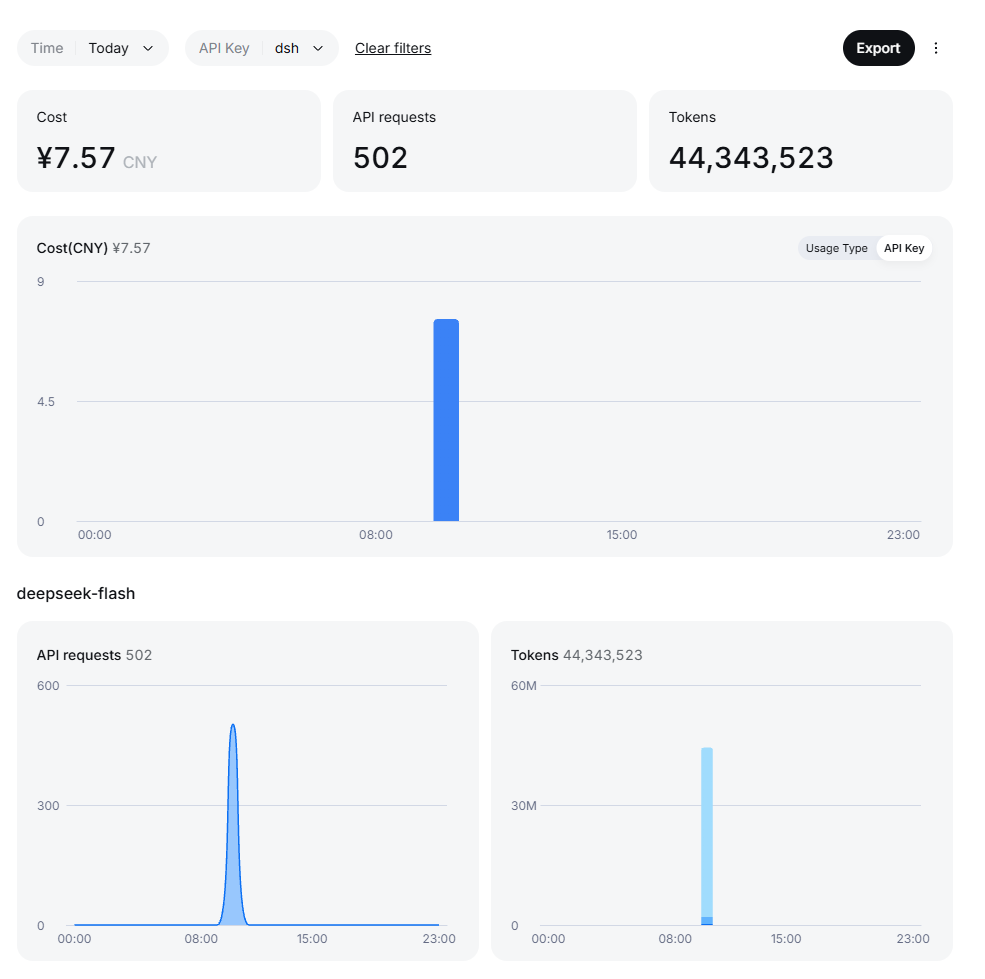 Time Today API Key dsh Clear filters Export
Cost API requests Tokens
¥7.57 CNY 502 44,343,523
Cost(CNY) ¥7.57 Usage Type API Key
9
4.5
0
00:00 08:00 15:00 23:00
deepseek-flash
API requests 502
600
300
0
00:00 08:00 15:00 23:00
Tokens 44,343,523
60M
30M
0
00:00 08:00 15:00 23:00